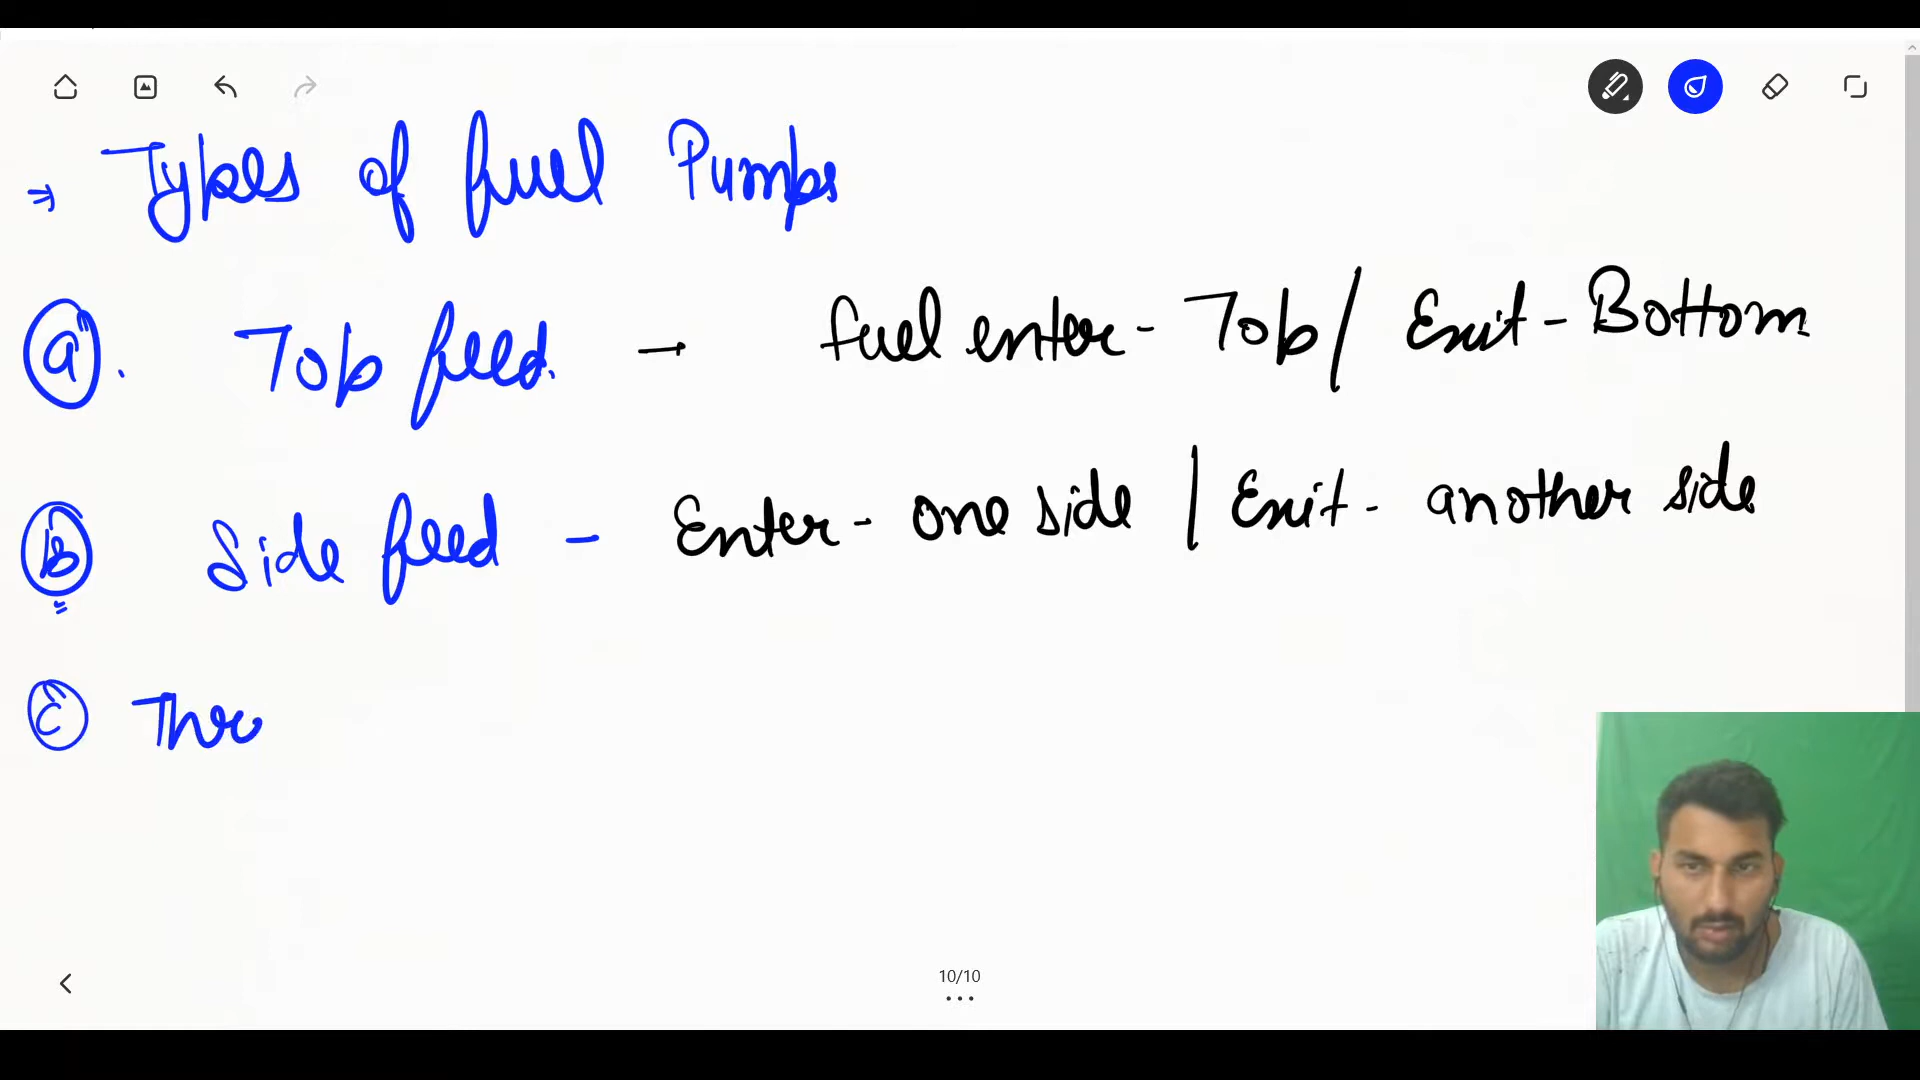 ⇒ Types of fuel Pumps
(a). Top feed. → fuel enter - Top / Exit - Bottom
(b) Side feed - Enter - one side | Exit - another side
(c) Thro
10/10